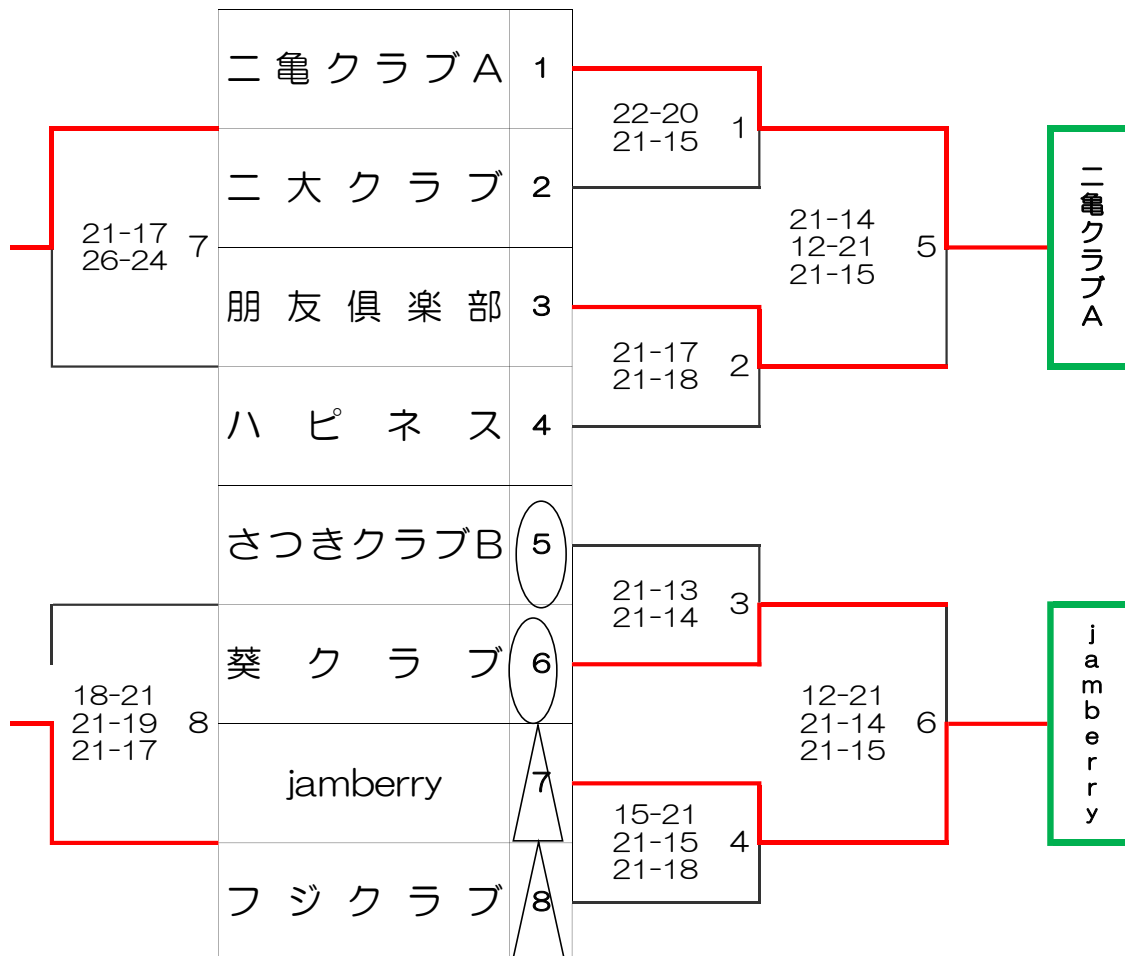 二亀クラブA 1
二大クラブ 2
朋友倶楽部 3
ハピネス 4
さつきクラブB 5
葵クラブ 6
jamberry 7
フジクラブ 8
21-17
26-24
7
18-21
21-19
21-17
8
22-20
21-15
1
21-17
21-18
2
21-13
21-14
3
15-21
21-15
21-18
4
21-14
12-21
21-15
5
12-21
21-14
21-15
6
二亀クラブA
jamberry